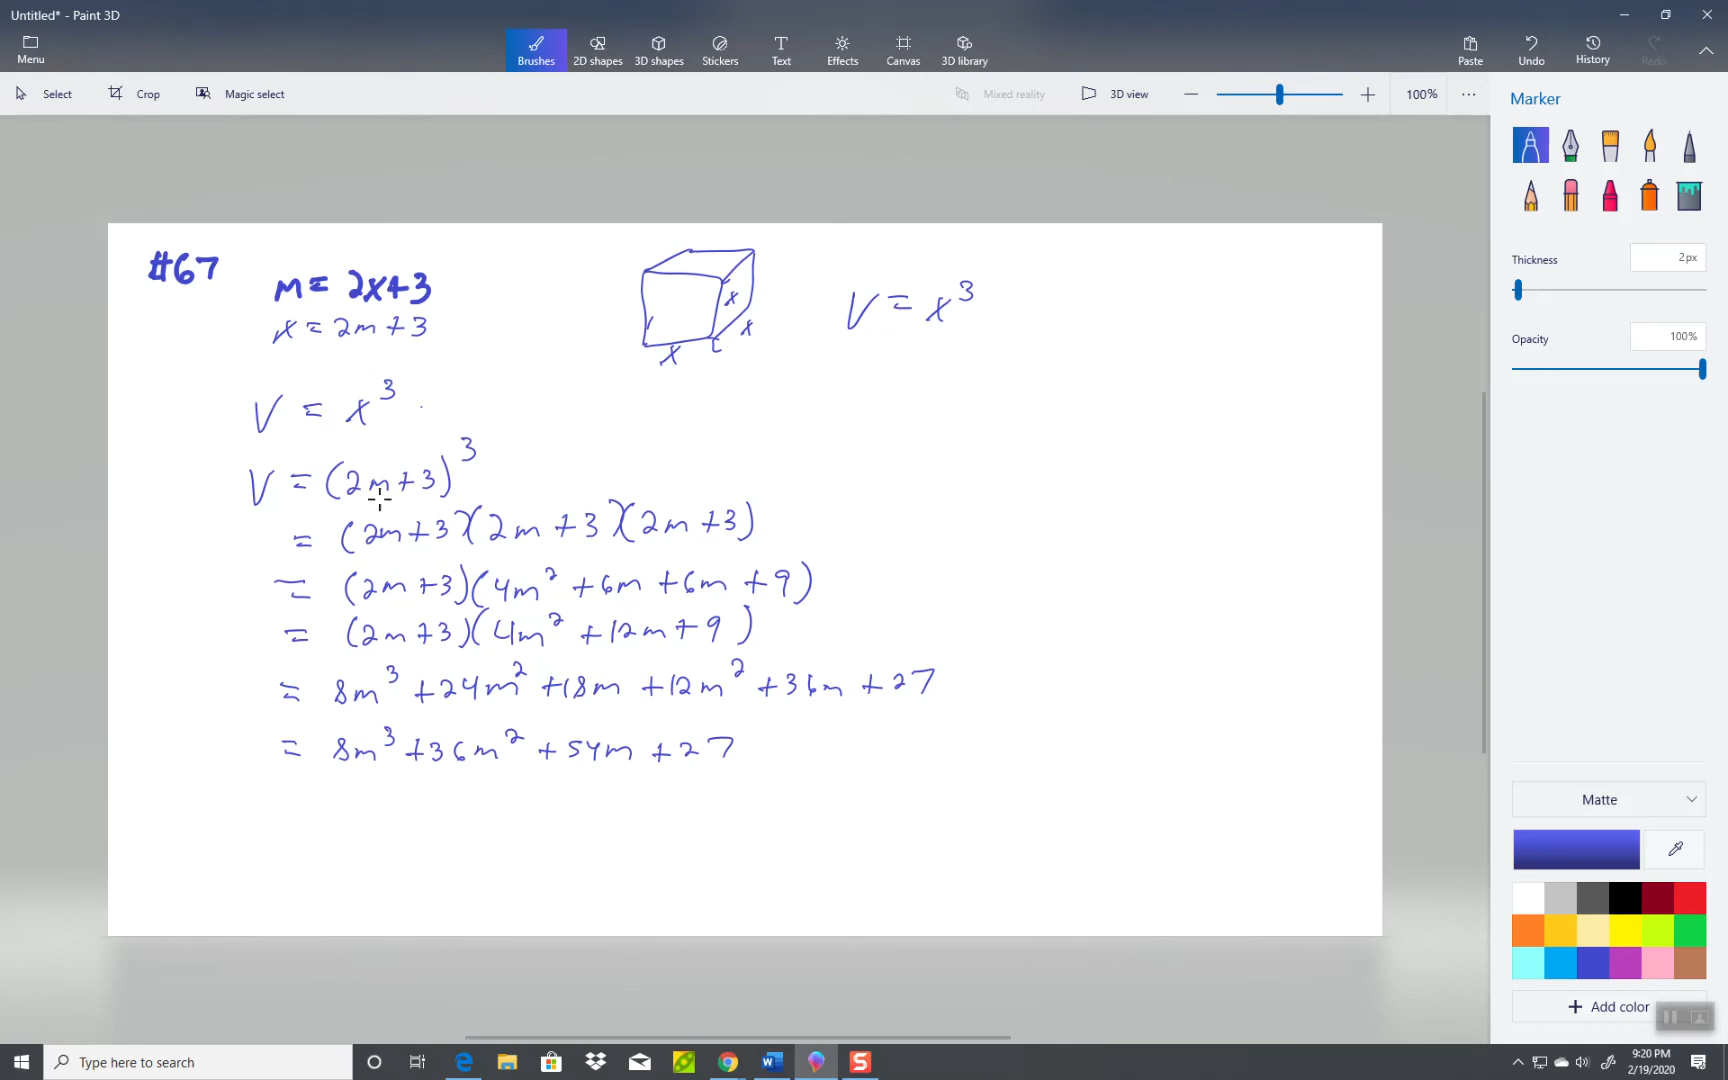 Untitled* - Paint 3D
Menu
Brushes
2D shapes
3D shapes
Stickers
Text
Effects
Canvas
3D library
Paste
Undo
History
Redo
Select
Crop
Magic select
Mixed reality
3D view
100%
Marker
Thickness
2px
Opacity
100%
Matte
Add color
#67
m = 2x+3
x = 2m + 3
x
x
x
V = x³
V = x³
V = (2m+3)³
= (2m+3)(2m+3)(2m+3)
= (2m+3)(4m² +6m +6m +9)
= (2m+3)(4m² +12m+9)
= 8m³ +24m² +18m +12m² +36m +27
= 8m³ +36m² +54m +27
Type here to search
W
S
9:20 PM
2/19/2020